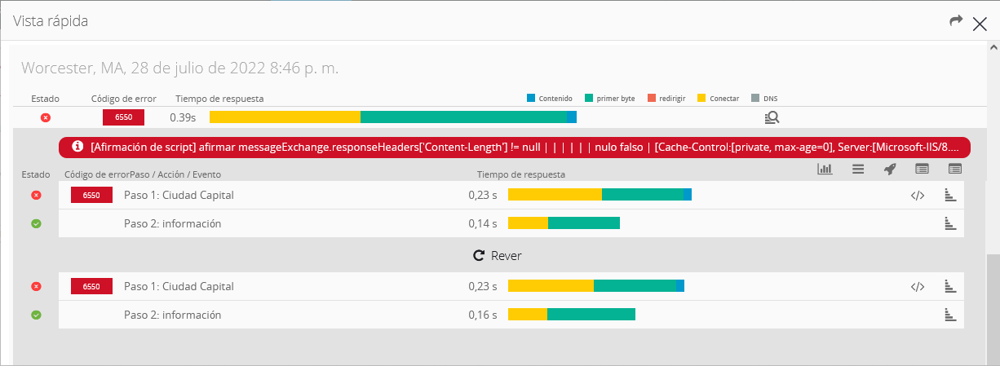 Vista rápida
Worcester, MA, 28 de julio de 2022 8:46 p. m.
Estado Código de error Tiempo de respuesta Contenido primer byte redirigir Conectar DNS
6550 0.39s
[Afirmación de script] afirmar messageExchange.responseHeaders['Content-Length'] != null | | | | | | nulo falso | [Cache-Control:[private, max-age=0], Server:[Microsoft-IIS/8....
Estado Código de errorPaso / Acción / Evento Tiempo de respuesta
6550 Paso 1: Ciudad Capital 0,23 s </>
Paso 2: información 0,14 s
Rever
6550 Paso 1: Ciudad Capital 0,23 s </>
Paso 2: información 0,16 s